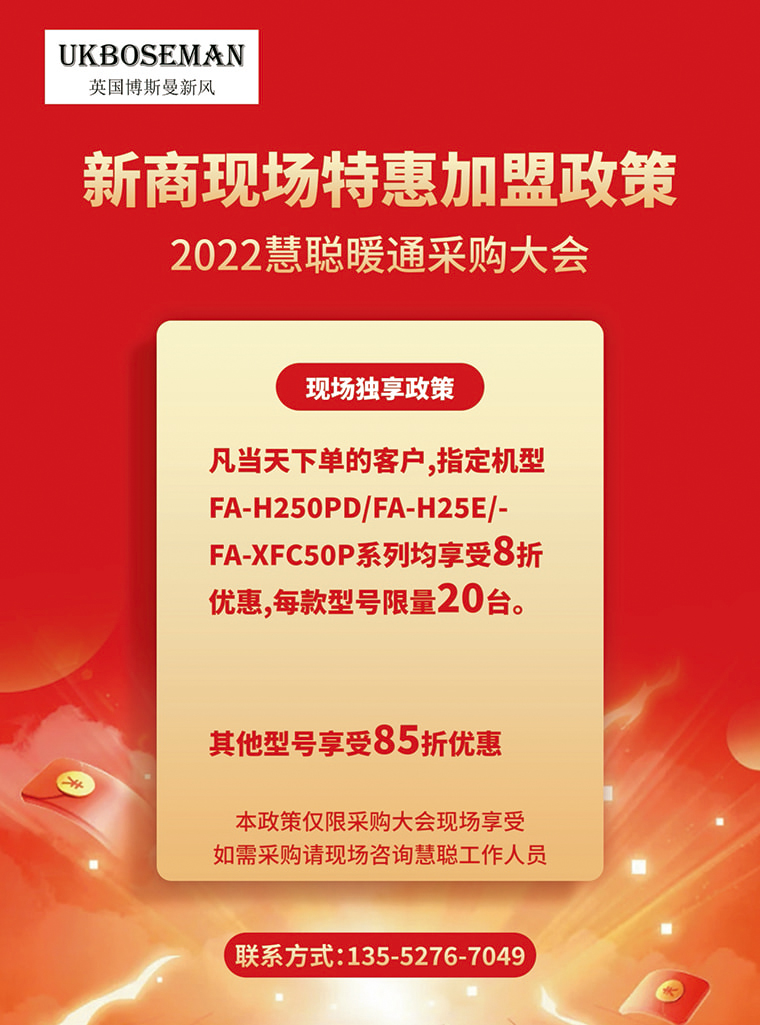 UKBOSEMAN
英国博斯曼新风
新商现场特惠加盟政策
2022慧聪暖通采购大会
现场独享政策
凡当天下单的客户,指定机型
FA-H250PD/FA-H25E/-
FA-XFC50P系列均享受8折
优惠,每款型号限量20台。
其他型号享受85折优惠
本政策仅限采购大会现场享受
如需采购请现场咨询慧聪工作人员
联系方式:135-5276-7049